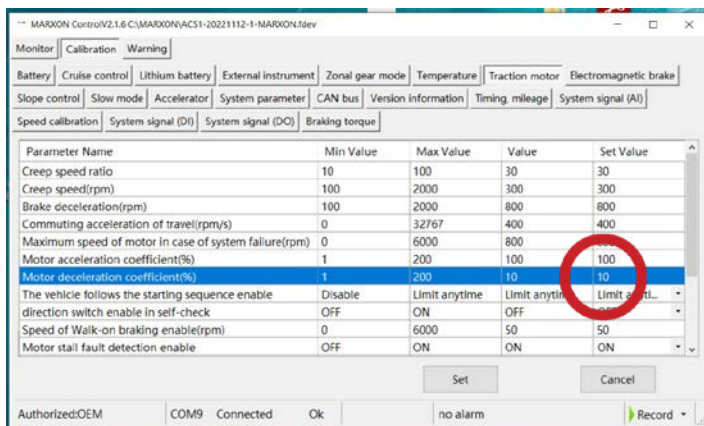 MARXON ControlV2.1.6 C:\MARXON\ACS1-20221112-1-MARXON.fdev
Monitor Calibration Warning
Battery Cruise control Lithium battery External instrument Zonal gear mode Temperature Traction motor Electromagnetic brake
Slope control Slow mode Accelerator System parameter CAN bus Version information Timing, mileage System signal (AI)
Speed calibration System signal (DI) System signal (DO) Braking torque
Parameter Name Min Value Max Value Value Set Value
Creep speed ratio 10 100 30 30
Creep speed(rpm) 100 2000 300 300
Brake deceleration(rpm) 100 2000 800 800
Commuting acceleration of travel(rpm/s) 0 32767 400 400
Maximum speed of motor in case of system failure(rpm) 0 6000 800
Motor acceleration coefficient(%) 1 200 100 100
Motor deceleration coefficient(%) 1 200 10 10
The vehicle follows the starting sequence enable Disable Limit anytime Limit anytime Limit
direction switch enable in self-check OFF ON OFF
Speed of Walk-on braking enable(rpm) 0 6000 50 50
Motor stall fault detection enable OFF ON ON ON
Set Cancel
Authorized:OEM COM9 Connected Ok no alarm Record